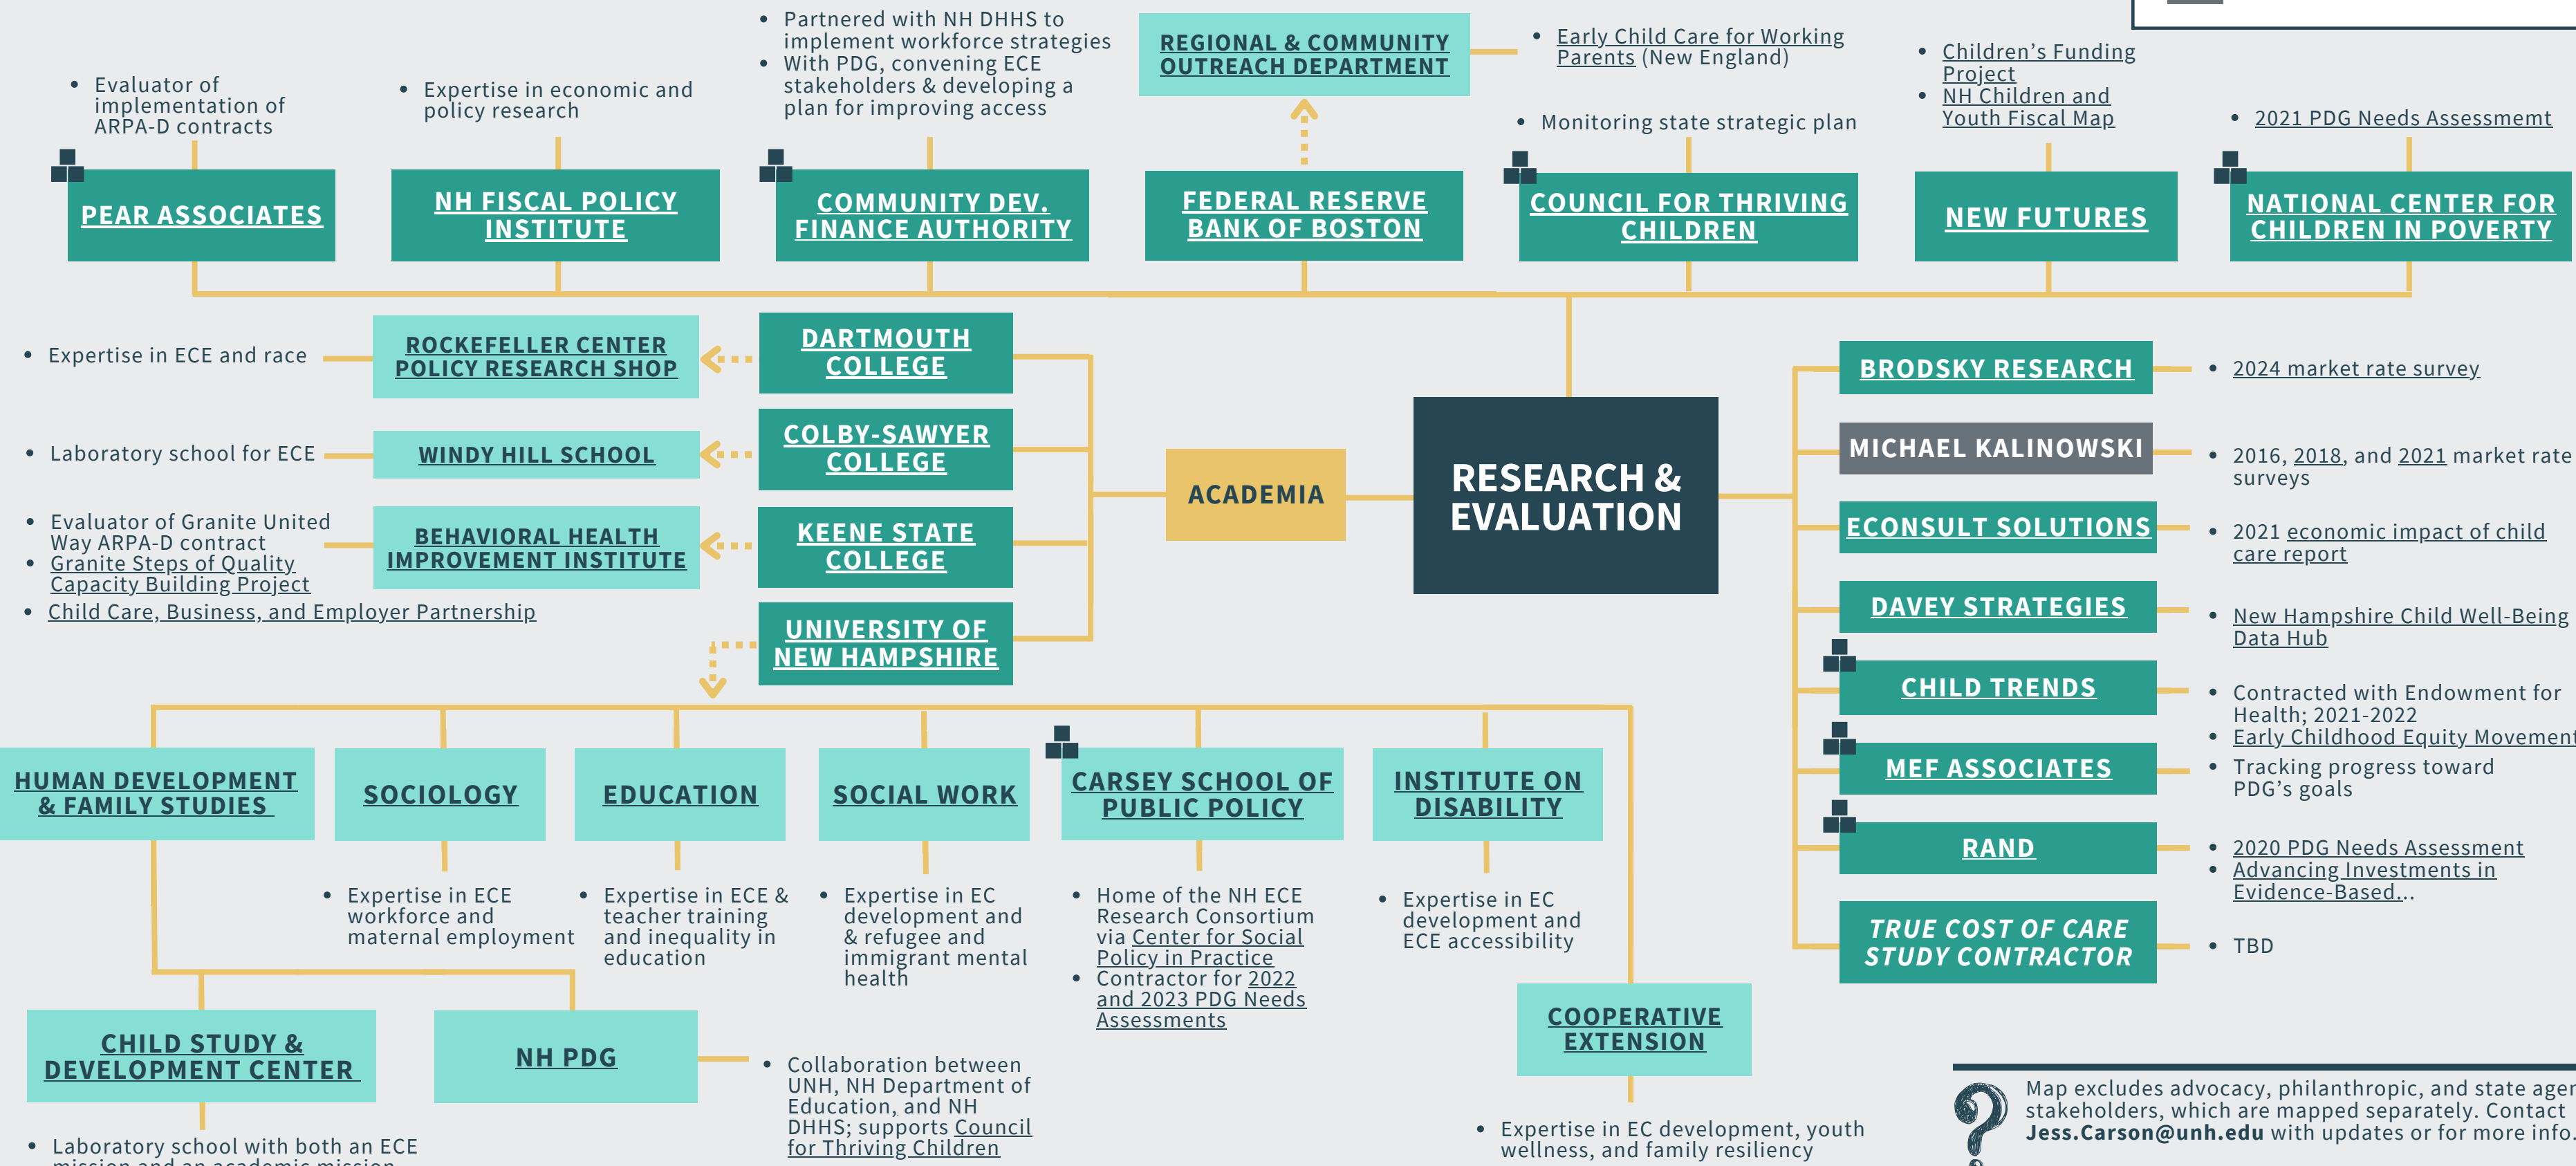 • Evaluator of
implementation of
ARPA-D contracts
PEAR ASSOCIATES
• Expertise in economic and
policy research
NH FISCAL POLICY
INSTITUTE
• Partnered with NH DHHS to
implement workforce strategies
• With PDG, convening ECE
stakeholders & developing a
plan for improving access
COMMUNITY DEV.
FINANCE AUTHORITY
REGIONAL & COMMUNITY
OUTREACH DEPARTMENT
• Early Child Care for Working
Parents (New England)
FEDERAL RESERVE
BANK OF BOSTON
• Monitoring state strategic plan
COUNCIL FOR THRIVING
CHILDREN
• Children's Funding
Project
• NH Children and
Youth Fiscal Map
NEW FUTURES
• 2021 PDG Needs Assessmemt
NATIONAL CENTER FOR
CHILDREN IN POVERTY
• Expertise in ECE and race
ROCKEFELLER CENTER
POLICY RESEARCH SHOP
DARTMOUTH
COLLEGE
• Laboratory school for ECE
WINDY HILL SCHOOL
COLBY-SAWYER
COLLEGE
• Evaluator of Granite United
Way ARPA-D contract
• Granite Steps of Quality
Capacity Building Project
• Child Care, Business, and Employer Partnership
BEHAVIORAL HEALTH
IMPROVEMENT INSTITUTE
KEENE STATE
COLLEGE
UNIVERSITY OF
NEW HAMPSHIRE
ACADEMIA
RESEARCH &
EVALUATION
BRODSKY RESEARCH
• 2024 market rate survey
MICHAEL KALINOWSKI
• 2016, 2018, and 2021 market rate
surveys
ECONSULT SOLUTIONS
• 2021 economic impact of child
care report
DAVEY STRATEGIES
• New Hampshire Child Well-Being
Data Hub
CHILD TRENDS
• Contracted with Endowment for
Health; 2021-2022
• Early Childhood Equity Movement
MEF ASSOCIATES
• Tracking progress toward
PDG's goals
RAND
• 2020 PDG Needs Assessment
• Advancing Investments in
Evidence-Based...
TRUE COST OF CARE
STUDY CONTRACTOR
• TBD
HUMAN DEVELOPMENT
& FAMILY STUDIES
SOCIOLOGY
• Expertise in ECE
workforce and
maternal employment
EDUCATION
• Expertise in ECE &
teacher training
and inequality in
education
SOCIAL WORK
• Expertise in EC
development and
& refugee and
immigrant mental
health
CARSEY SCHOOL OF
PUBLIC POLICY
• Home of the NH ECE
Research Consortium
via Center for Social
Policy in Practice
• Contractor for 2022
and 2023 PDG Needs
Assessments
INSTITUTE ON
DISABILITY
• Expertise in EC
development and
ECE accessibility
CHILD STUDY &
DEVELOPMENT CENTER
• Laboratory school with both an ECE
mission and an academic mission
NH PDG
• Collaboration between
UNH, NH Department of
Education, and NH
DHHS; supports Council
for Thriving Children
COOPERATIVE
EXTENSION
• Expertise in EC development, youth
wellness, and family resiliency
?
Map excludes advocacy, philanthropic, and state agen
stakeholders, which are mapped separately. Contact
Jess.Carson@unh.edu with updates or for more info.